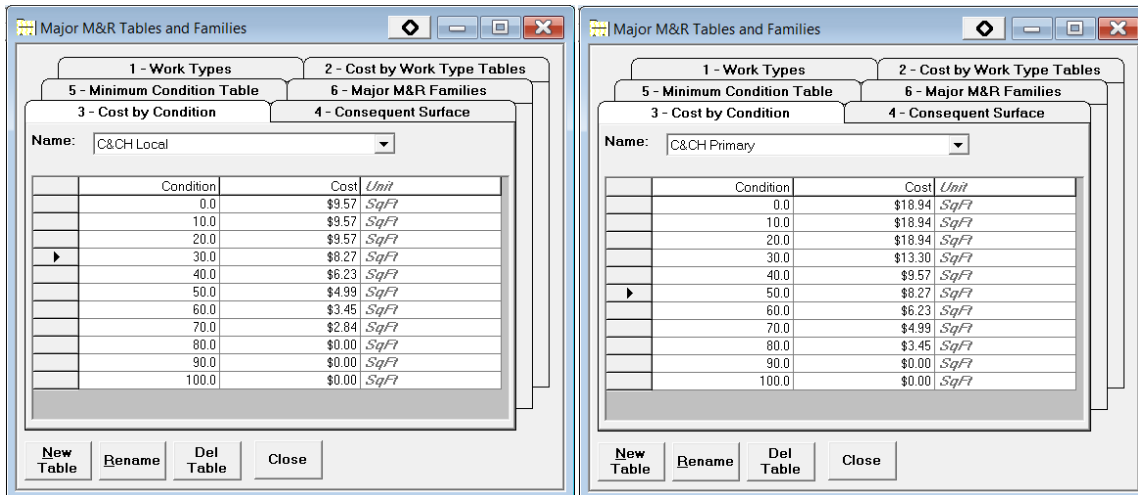 Major M&R Tables and Families
1 - Work Types
2 - Cost by Work Type Tables
5 - Minimum Condition Table
6 - Major M&R Families
3 - Cost by Condition
4 - Consequent Surface
Name: C&CH Local
Condition Cost Unit
0.0 $9.57 SqFt
10.0 $9.57 SqFt
20.0 $9.57 SqFt
30.0 $8.27 SqFt
40.0 $6.23 SqFt
50.0 $4.99 SqFt
60.0 $3.45 SqFt
70.0 $2.84 SqFt
80.0 $0.00 SqFt
90.0 $0.00 SqFt
100.0 $0.00 SqFt
New Table Rename Del Table Close
Major M&R Tables and Families
1 - Work Types
2 - Cost by Work Type Tables
5 - Minimum Condition Table
6 - Major M&R Families
3 - Cost by Condition
4 - Consequent Surface
Name: C&CH Primary
Condition Cost Unit
0.0 $18.94 SqFt
10.0 $18.94 SqFt
20.0 $18.94 SqFt
30.0 $13.30 SqFt
40.0 $9.57 SqFt
50.0 $8.27 SqFt
60.0 $6.23 SqFt
70.0 $4.99 SqFt
80.0 $3.45 SqFt
90.0 $0.00 SqFt
100.0 $0.00 SqFt
New Table Rename Del Table Close